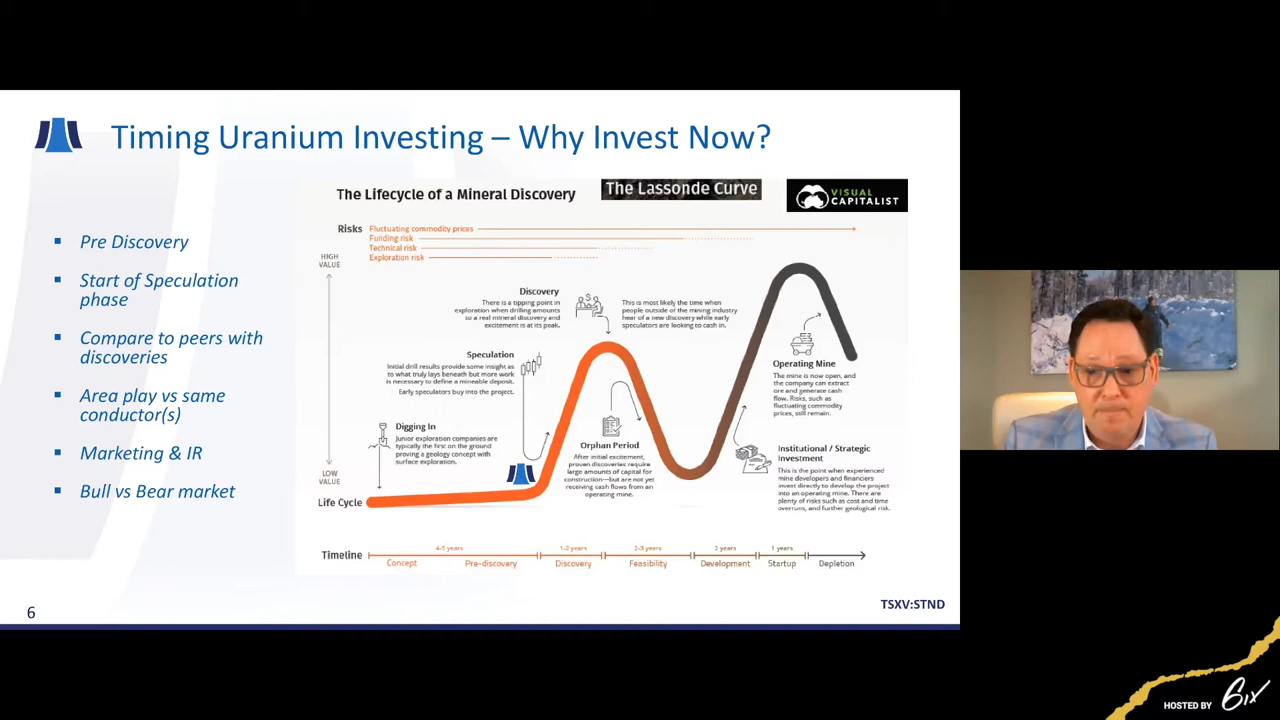 Timing Uranium Investing – Why Invest Now?
The Lifecycle of a Mineral Discovery
The Lassonde Curve
VISUAL
CAPITALIST
Pre Discovery
Start of Speculation
phase
Compare to peers with
discoveries
Area play vs same
conductor(s)
Marketing & IR
Bull vs Bear market
Risks
Fluctuating commodity prices
Funding risk
Technical risk
Exploration risk
HIGH
VALUE
LOW
VALUE
Discovery
There is a tipping point in
exploration when drilling amounts
to a real mineral discovery and
excitement is at its peak.
This is most likely the time when
people outside of the mining industry
hear of a new discovery while early
speculators are looking to cash in.
Speculation
Initial drill results provide some insight as
to what truly lays beneath but more work
is necessary to define a mineable deposit.
Early speculators buy into the project.
Operating Mine
The mine is now open, and
the company can extract
ore and generate cash
flow. Risks, such as
fluctuating commodity
prices, still remain.
Digging In
Junior exploration companies are
typically the first on the ground
proving a geology concept with
surface exploration.
Orphan Period
After initial excitement,
proven discoveries require
large amounts of capital for
construction—but are not yet
receiving cash flows from an
operating mine.
Institutional / Strategic
Investment
This is the point when experienced
mine developers and financiers
invest directly to develop the project
into an operating mine. There are
plenty of risks such as cost and time
overruns, and further geological risk.
Life Cycle
Timeline
4-5 years
1-2 years
2-3 years
3 years
1 years
Concept
Pre-discovery
Discovery
Feasibility
Development
Startup
Depletion
6
TSXV:STND
HOSTED BY 6ix